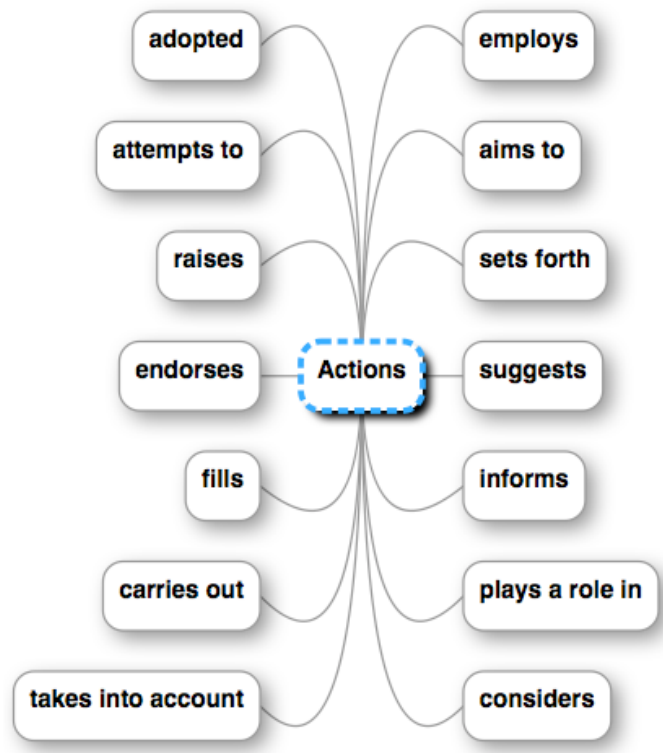 adopted
employs
attempts to
aims to
raises
sets forth
endorses
Actions
suggests
fills
informs
carries out
plays a role in
takes into account
considers